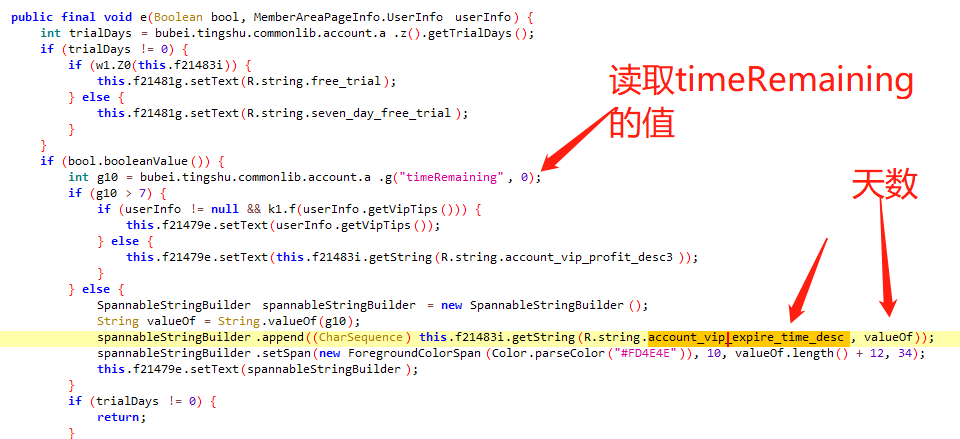 public final void e(Boolean bool, MemberAreaPageInfo.UserInfo userInfo) {
int trialDays = bubei.tingshu.commonlib.account.a .z().getTrialDays();
if (trialDays != 0) {
if (w1.Z0(this.f21483i)) {
this.f21481g.setText(R.string.free_trial);
} else {
this.f21481g.setText(R.string.seven_day_free_trial);
}
}
读取timeRemaining
的值
if (bool.booleanValue()) {
int g10 = bubei.tingshu.commonlib.account.a .g("timeRemaining", 0);
天数
if (g10 > 7) {
if (userInfo != null && k1.f(userInfo.getVipTips())) {
this.f21479e.setText(userInfo.getVipTips());
} else {
this.f21479e.setText(this.f21483i.getString(R.string.account_vip_profit_desc3));
}
} else {
SpannableStringBuilder spannableStringBuilder = new SpannableStringBuilder();
String valueOf = String.valueOf(g10);
spannableStringBuilder.append((CharSequence) this.f21483i.getString(R.string.account_vip_expire_time_desc, valueOf));
spannableStringBuilder.setSpan(new ForegroundColorSpan(Color.parseColor("#FD4E4E")), 10, valueOf.length() + 12, 34);
this.f21479e.setText(spannableStringBuilder);
}
if (trialDays != 0) {
return;
}